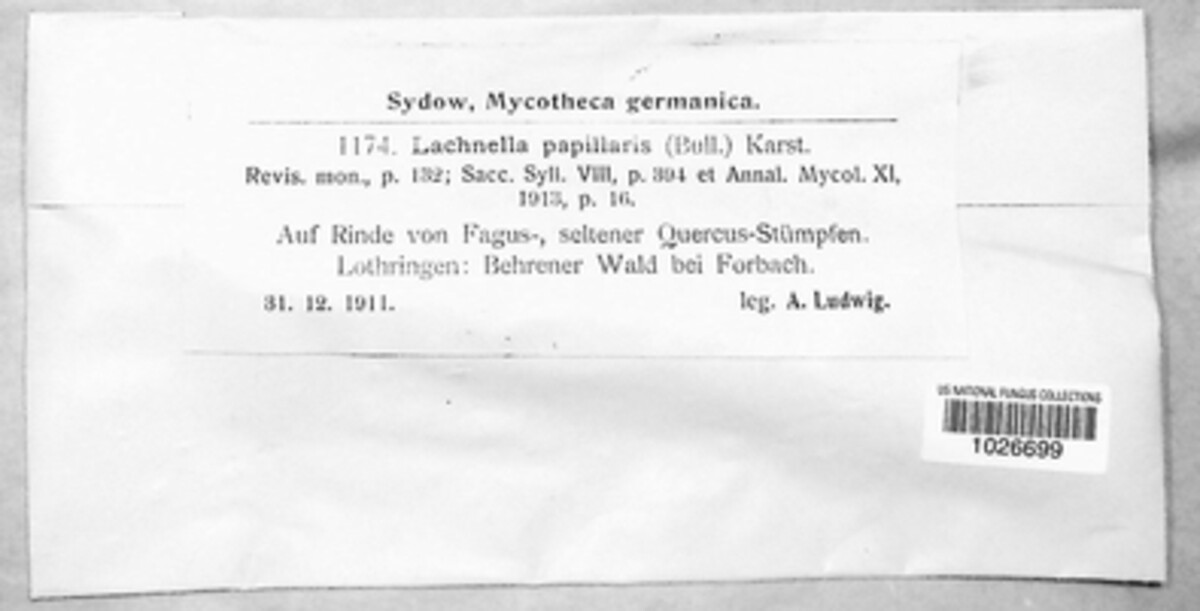 Sydow, Mycotheca germanica.
1174. Lachnella papillaris (Bull.) Karst.
Revis. mon., p. 132; Sacc. Syll. VIII, p. 394 et Annal. Mycol. XI,
1913, p. 16.
Auf Rinde von Fagus-, seltener Quercus-Stümpfen.
Lothringen: Behrener Wald bei Forbach.
31. 12. 1911. leg. A. Ludwig.
US NATIONAL FUNGUS COLLECTIONS
1026699